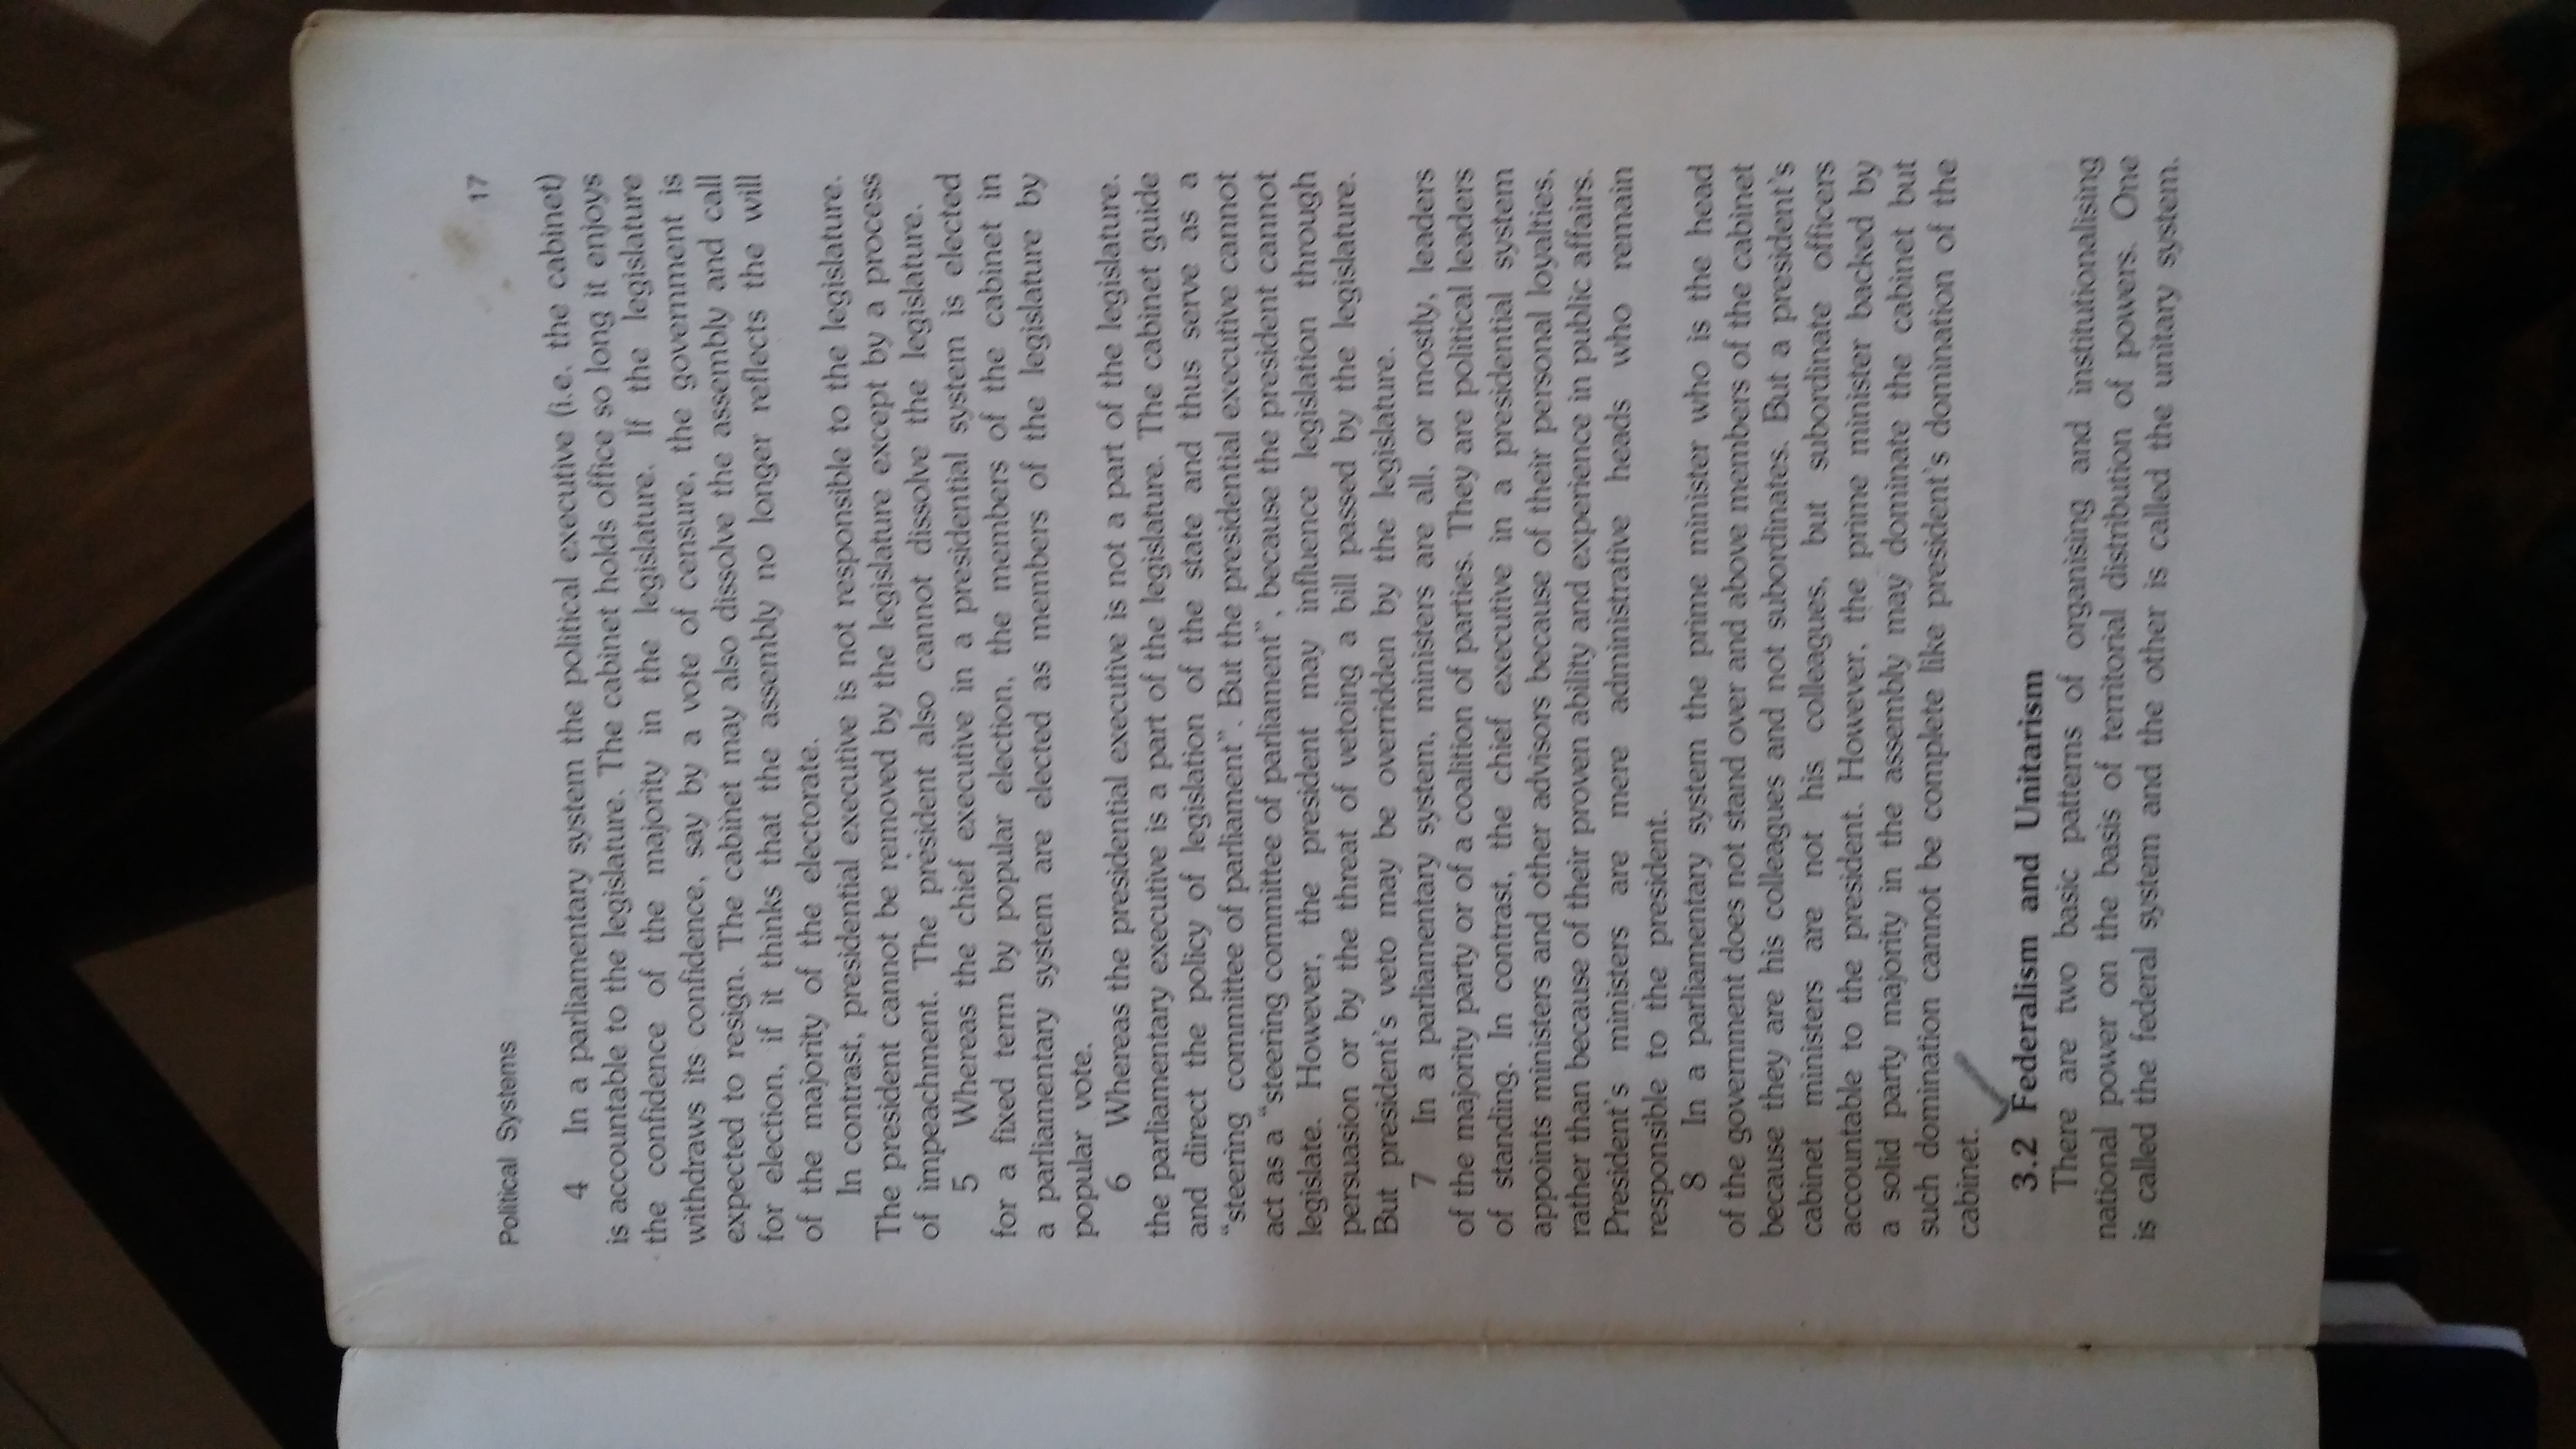 Political Systems 17
4 In a parliamentary system the political executive (i.e. the cabinet)
is accountable to the legislature. The cabinet holds office so long it enjoys
the confidence of the majority in the legislature. If the legislature
withdraws its confidence, say by a vote of censure, the government is
expected to resign. The cabinet may also dissolve the assembly and call
for election, if it thinks that the assembly no longer reflects the will
of the majority of the electorate.
In contrast, presidential executive is not responsible to the legislature.
The president cannot be removed by the legislature except by a process
of impeachment. The president also cannot dissolve the legislature.
5 Whereas the chief executive in a presidential system is elected
for a fixed term by popular election, the members of the cabinet in
a parliamentary system are elected as members of the legislature by
popular vote.
6 Whereas the presidential executive is not a part of the legislature.
the parliamentary executive is a part of the legislature. The cabinet guide
and direct the policy of legislation of the state and thus serve as a
“steering committee of parliament”. But the presidential executive cannot
act as a “steering committee of parliament”, because the president cannot
legislate. However, the president may influence legislation through
persuasion or by the threat of vetoing a bill passed by the legislature.
But president's veto may be overridden by the legislature.
7 In a parliamentary system, ministers are all, or mostly, leaders
of the majority party or of a coalition of parties. They are political leaders
of standing. In contrast, the chief executive in a presidential system
appoints ministers and other advisors because of their personal loyalties,
rather than because of their proven ability and experience in public affairs.
President's ministers are mere administrative heads who remain
responsible to the president.
8 In a parliamentary system the prime minister who is the head
of the government does not stand over and above members of the cabinet
because they are his colleagues and not subordinates. But a president's
cabinet ministers are not his colleagues, but subordinate officers
accountable to the president. However, the prime minister backed by
a solid party majority in the assembly may dominate the cabinet but
such domination cannot be complete like president's domination of the
cabinet.
3.2 Federalism and Unitarism
There are two basic patterns of organising and institutionalising
national power on the basis of territorial distribution of powers. One
is called the federal system and the other is called the unitary system.